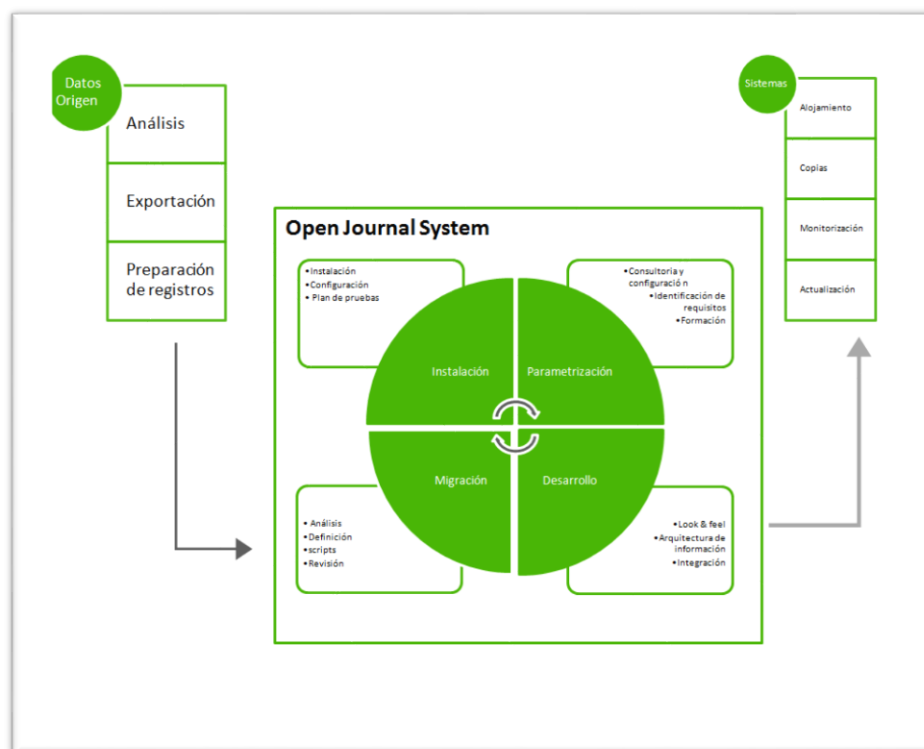 Datos
Origen
Análisis
Exportación
Preparación
de registros
Sistemas
Alojamiento
Copias
Monitorización
Actualización
Open Journal System
•Instalación
•Configuración
• Plan de pruebas
•Consultoria y
configuració n
•Identificación de
requisitos
•Formación
Instalación
Parametrización
Migración
Desarrollo
• Análisis
•Definición
•scripts
•Revisión
•Look & feel
•Arquitectura de
información
•Integración